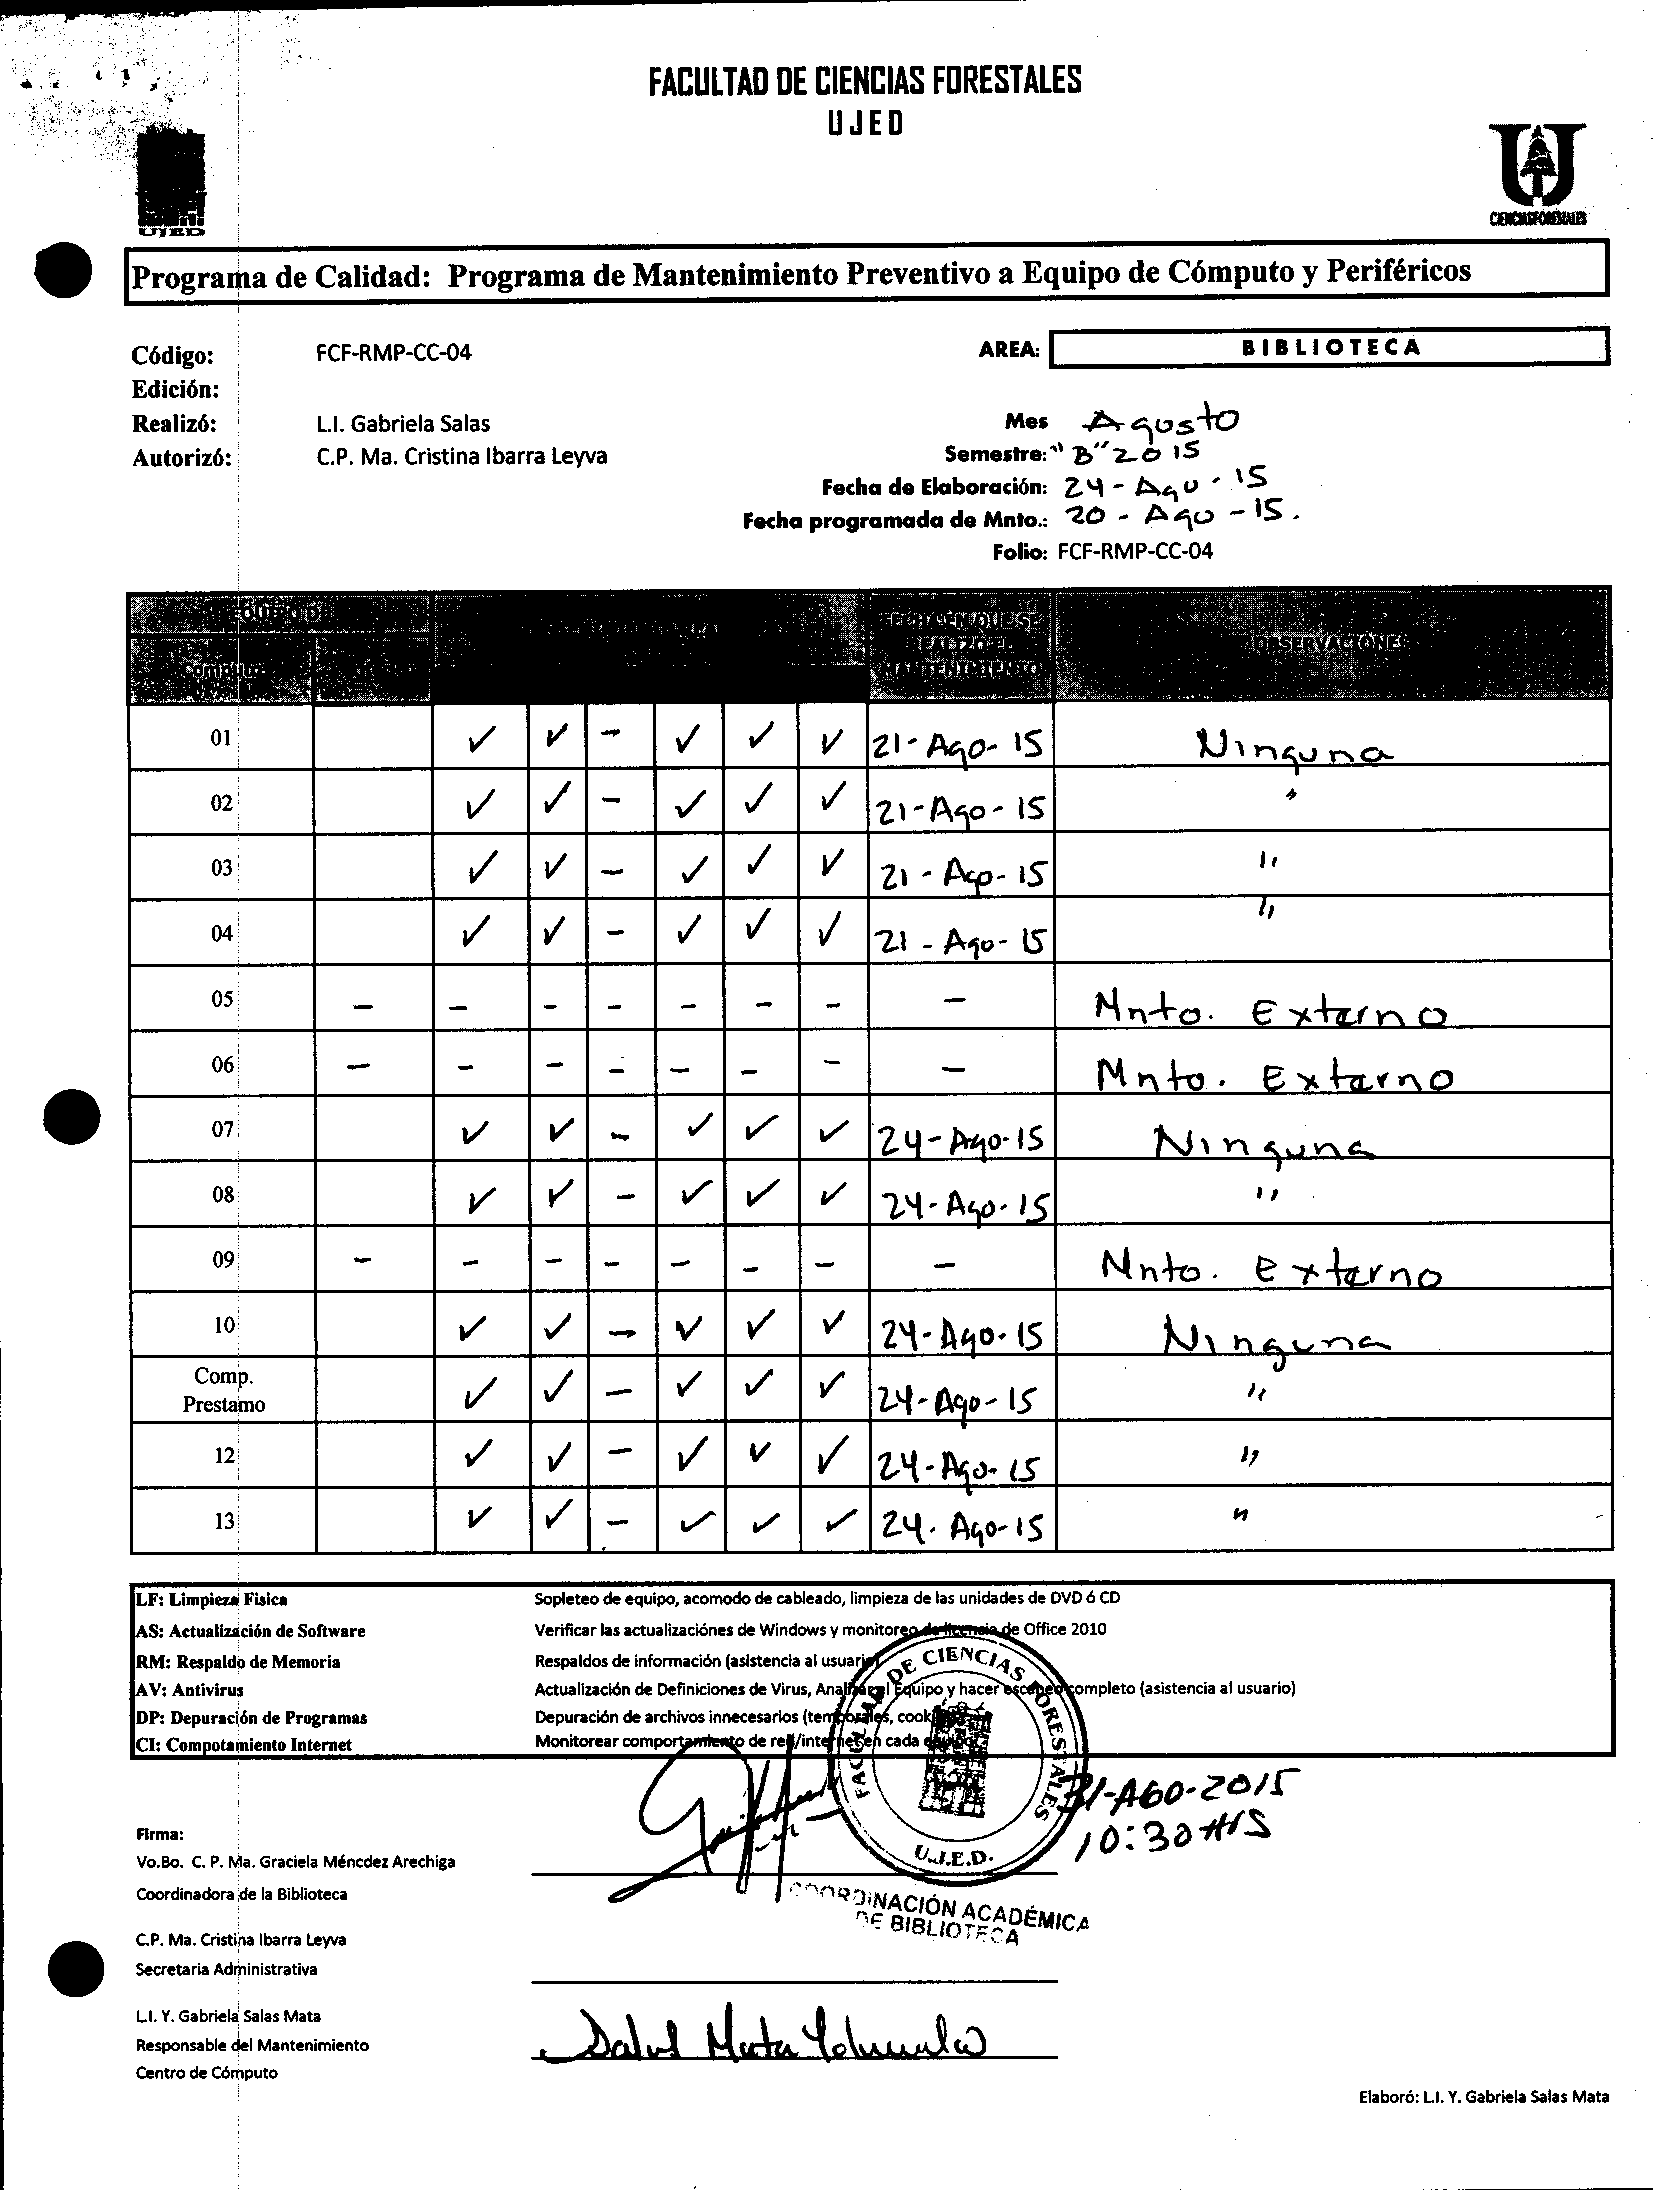 FACULTAD DE CIENCIAS FORESTALES
UJED
UJED
CIENCIASFORESTALES
Programa de Calidad: Programa de Mantenimiento Preventivo a Equipo de Cómputo y Periféricos
Código: FCF-RMP-CC-04
AREA: BIBLIOTECA
Edición:
Realizó: L.I. Gabriela Salas
Mes Agosto
Autorizó: C.P. Ma. Cristina Ibarra Leyva
Semestre: "B" 2015
Fecha de Elaboración: 24-Ago-15
Fecha programada de Mnto.: 20-Ago-15.
Folio: FCF-RMP-CC-04
FECHA EN QUE SE
REALIZO EL
MANTENIMIENTO
OBSERVACIONES
01 ✓ ✓ - ✓ ✓ ✓ 21-Ago-15 Ninguna
02 ✓ ✓ - ✓ ✓ ✓ 21-Ago-15 "
03 ✓ ✓ - ✓ ✓ ✓ 21-Ago-15 "
04 ✓ ✓ - ✓ ✓ ✓ 21-Ago-15 "
05 - - - - - - - - Mnto. Externo
06 - - - - - - - - Mnto. Externo
07 ✓ ✓ - ✓ ✓ ✓ 24-Ago-15 Ninguna
08 ✓ ✓ - ✓ ✓ ✓ 24-Ago-15 "
09 - - - - - - - - Mnto. Externo
10 ✓ ✓ - ✓ ✓ ✓ 24-Ago-15 Ninguna
Comp.
Prestamo ✓ ✓ - ✓ ✓ ✓ 24-Ago-15 "
12 ✓ ✓ - ✓ ✓ ✓ 24-Ago-15 "
13 ✓ ✓ - ✓ ✓ ✓ 24-Ago-15 "
LF: Limpieza Fisica Sopleteo de equipo, acomodo de cableado, limpieza de las unidades de DVD ó CD
AS: Actualización de Software Verificar las actualizaciónes de Windows y monitoreo de licencia de Office 2010
RM: Respaldo de Memoria Respaldos de información (asistencia al usuario)
AV: Antivirus Actualización de Definiciones de Virus, Analizar el Equipo y hacer escaneo completo (asistencia al usuario)
DP: Depuración de Programas Depuración de archivos innecesarios (temporales, cookies)
CI: Compotamiento Internet Monitorear comportamiento de red/internet en cada equipo
FACULTAD DE CIENCIAS FORESTALES
U.J.E.D.
COORDINACIÓN ACADÉMICA
DE BIBLIOTECA
31-AGO-2015
10:30 Hrs
Firma:
Vo.Bo. C. P. Ma. Graciela Méncdez Arechiga
Coordinadora de la Biblioteca
C.P. Ma. Cristina Ibarra Leyva
Secretaria Administrativa
L.I. Y. Gabriela Salas Mata
Responsable del Mantenimiento
Centro de Cómputo
Salas Mata
Elaboró: L.I. Y. Gabriela Salas Mata